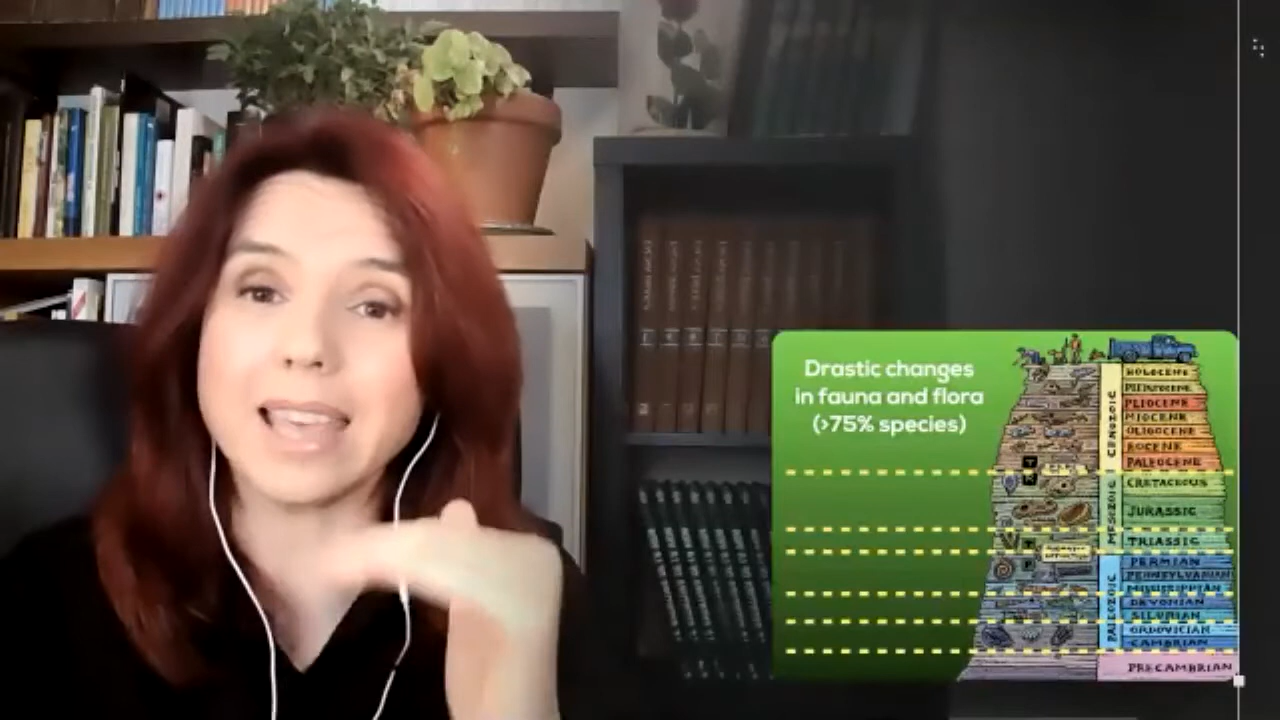 Drastic changes
in fauna and flora
(>75% species)
HOLOCENE
PLEISTOCENE
PLIOCENE
MIOCENE
OLIGOCENE
EOCENE
PALEOCENE
CENOZOIC
CRETACEOUS
JURASSIC
TRIASSIC
MESOZOIC
PERMIAN
PENNSYLVANIAN
MISSISSIPPIAN
DEVONIAN
SILURIAN
ORDOVICIAN
CAMBRIAN
PALEOZOIC
PRECAMBRIAN